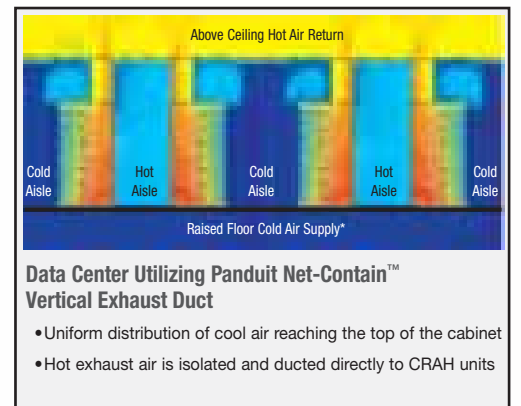 Above Ceiling Hot Air Return
Cold Aisle
Hot Aisle
Cold Aisle
Hot Aisle
Cold Aisle
Raised Floor Cold Air Supply*
Data Center Utilizing Panduit Net-Contain™
Vertical Exhaust Duct
•Uniform distribution of cool air reaching the top of the cabinet
•Hot exhaust air is isolated and ducted directly to CRAH units